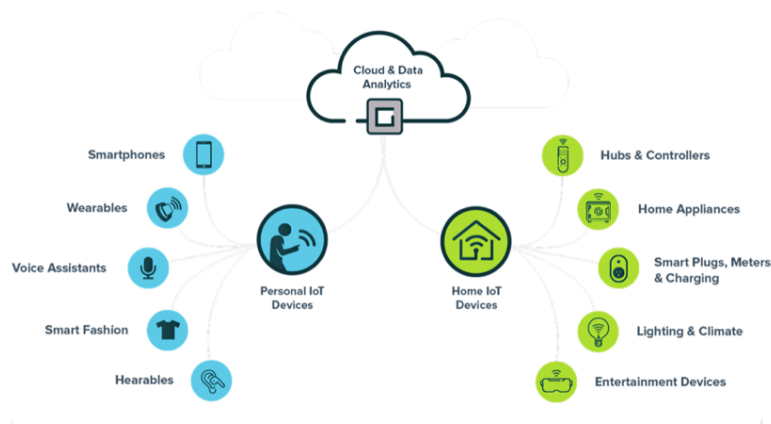 Cloud & Data
Analytics
Smartphones
Wearables
Voice Assistants
Smart Fashion
Hearables
Personal IoT
Devices
Home IoT
Devices
Hubs & Controllers
Home Appliances
Smart Plugs, Meters
& Charging
Lighting & Climate
Entertainment Devices